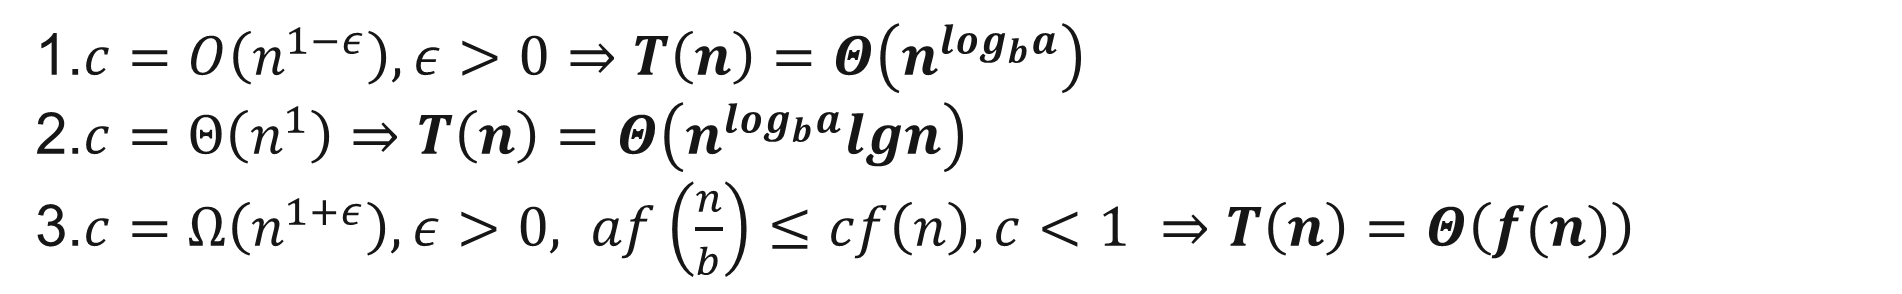 1.c = O(n^{1−ϵ}), ϵ > 0 ⇒ T(n) = Θ(n^{log_b a})
2.c = Θ(n^1) ⇒ T(n) = Θ(n^{log_b a} lgn)
3.c = Ω(n^{1+ϵ}), ϵ > 0, af(n/b) ≤ cf(n), c < 1 ⇒ T(n) = Θ(f(n))